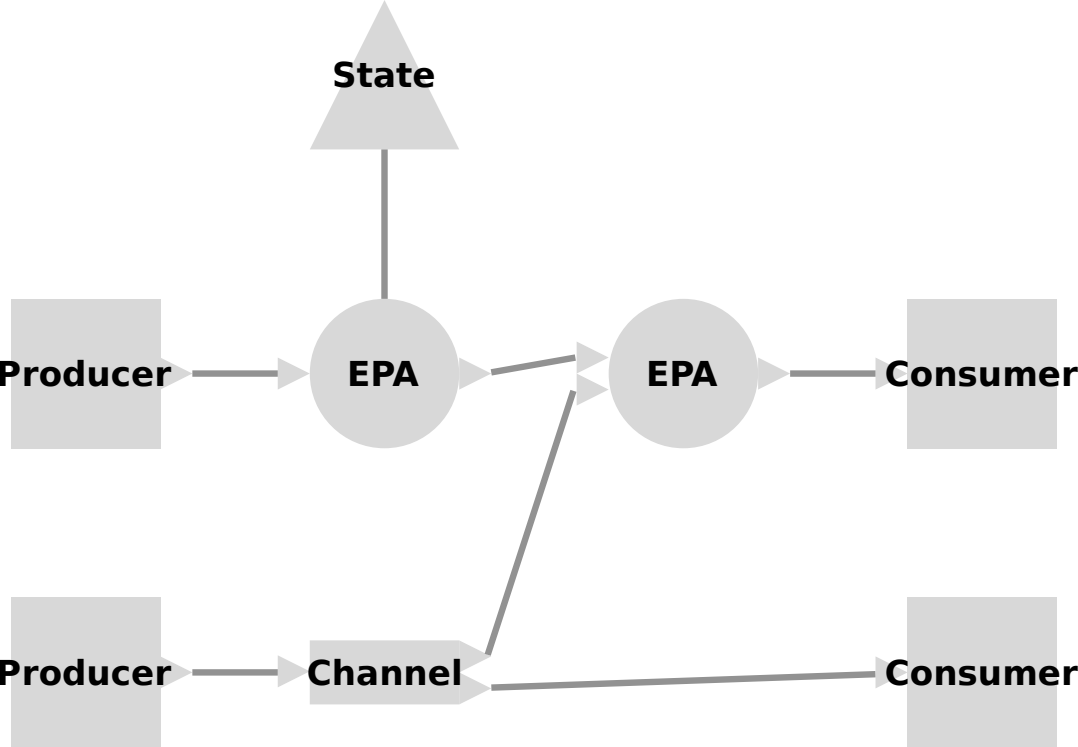 State
Producer
EPA
EPA
Consumer
Producer
Channel
Consumer